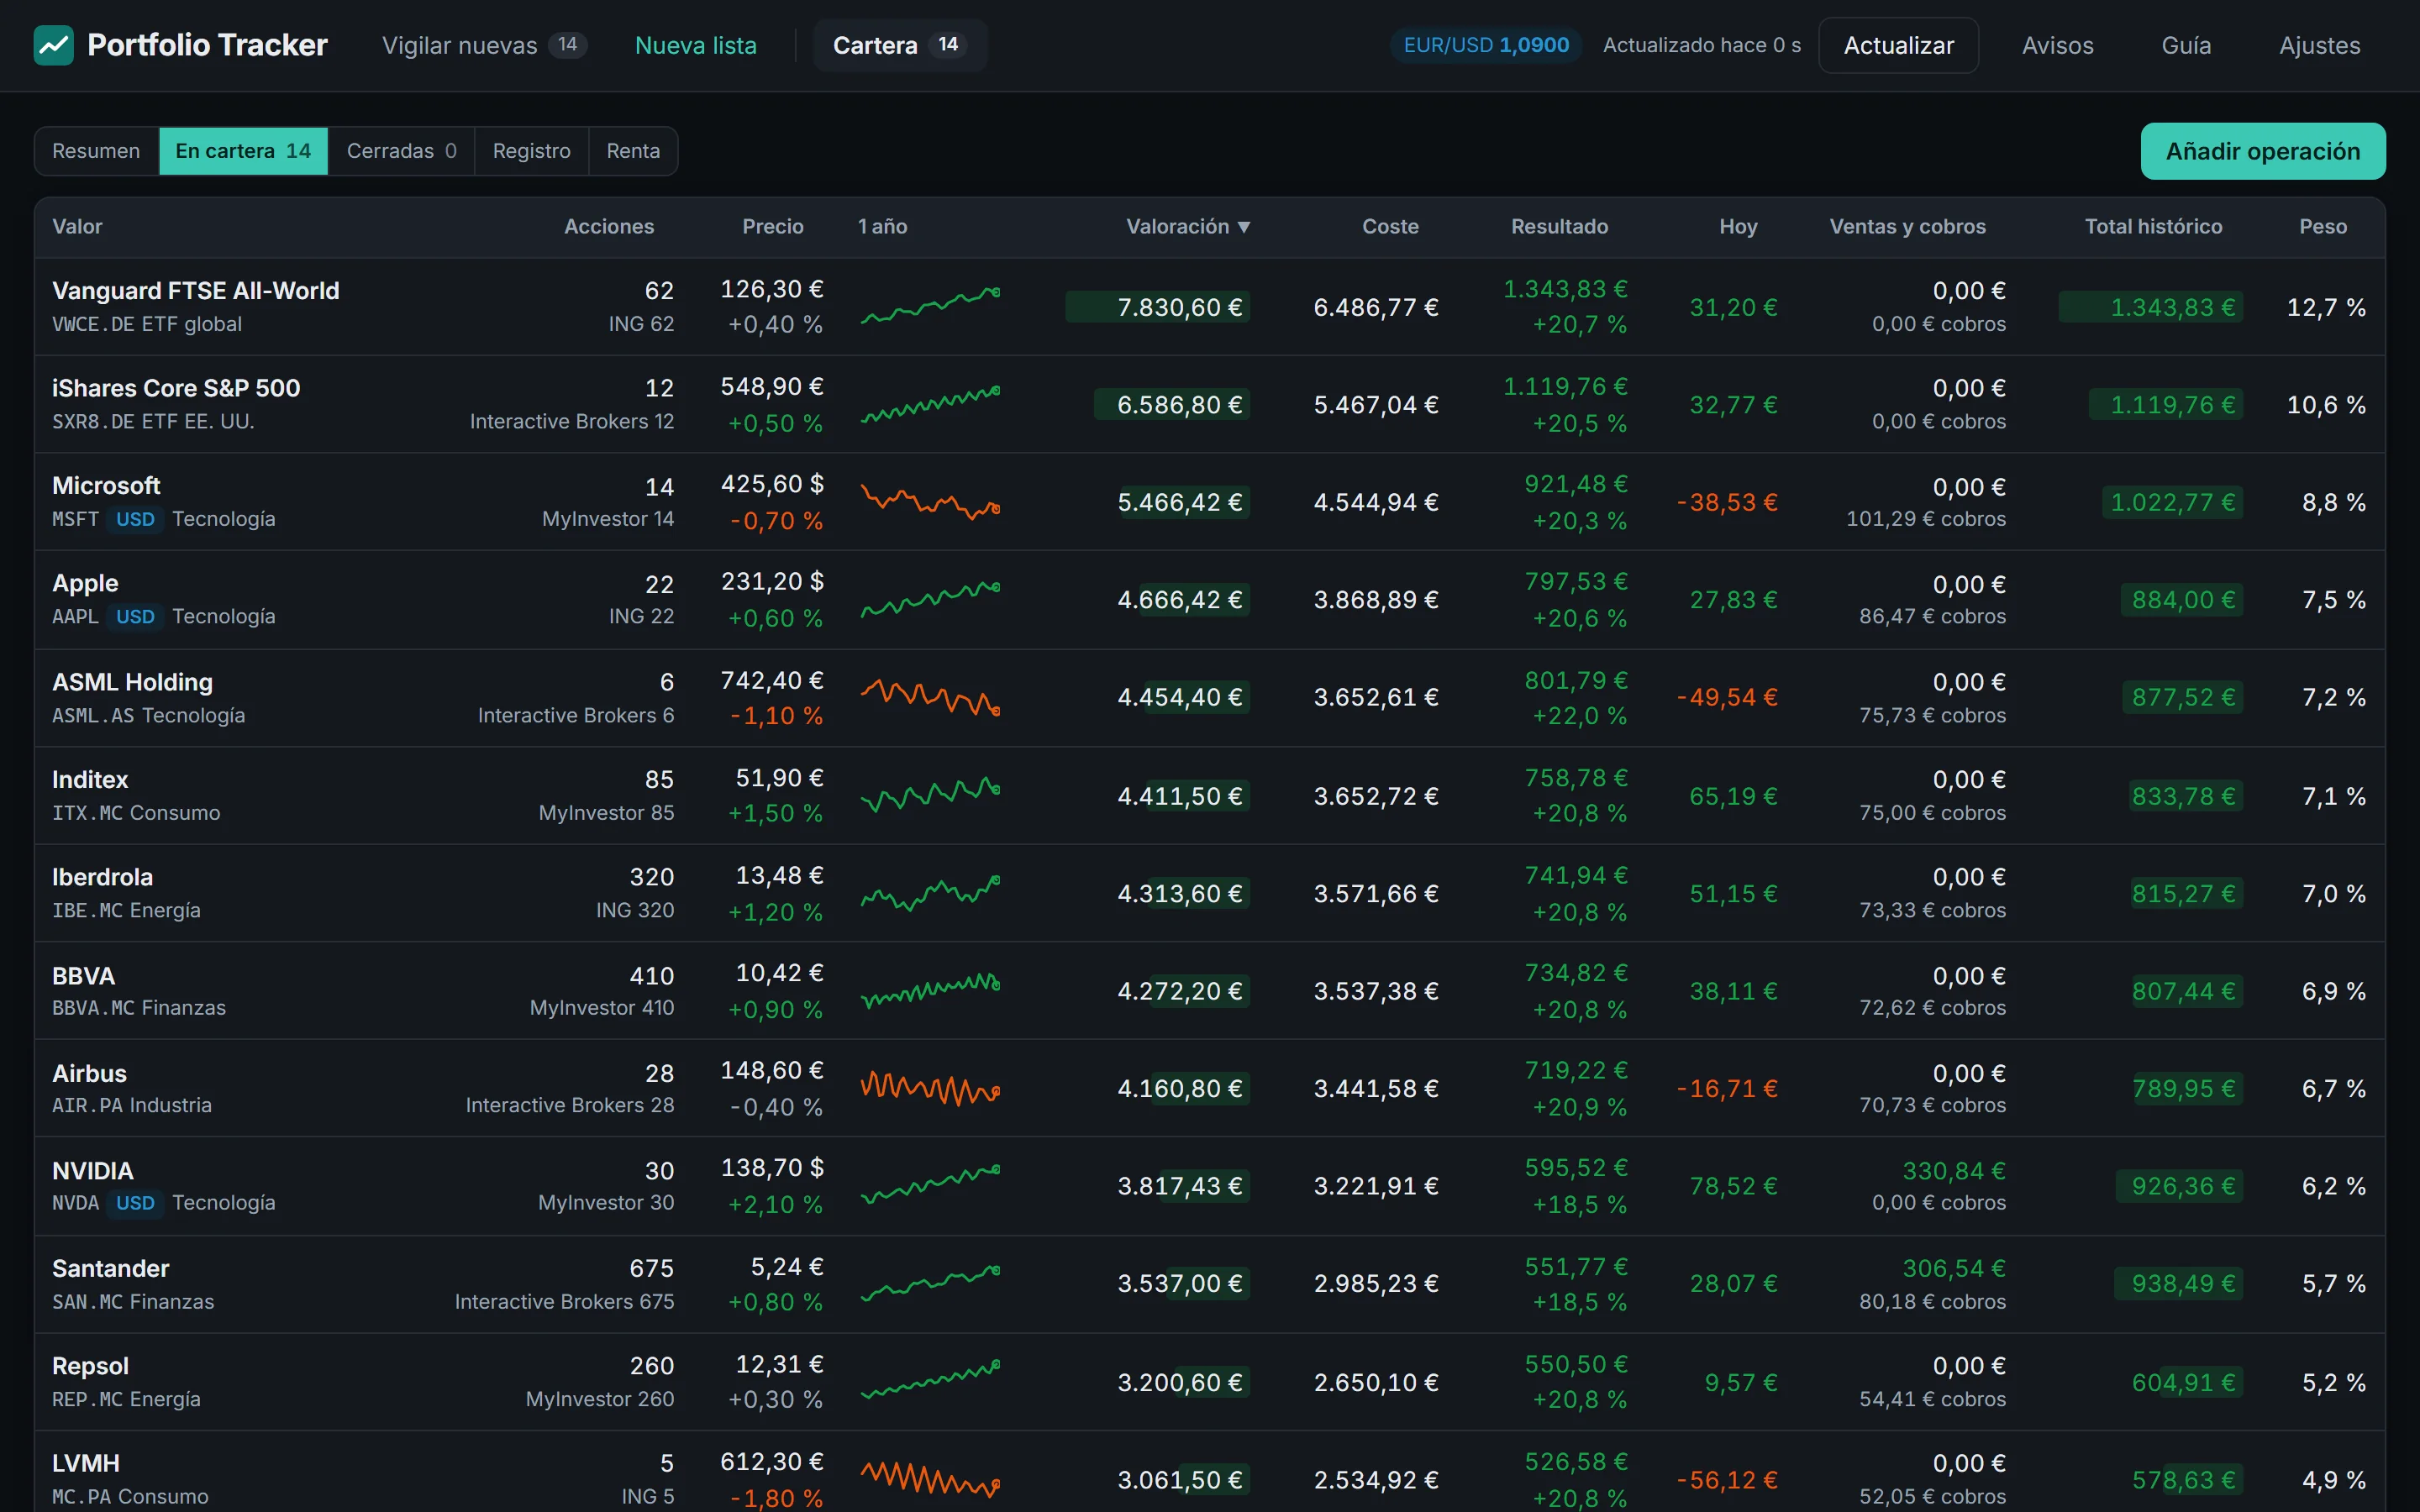 Portfolio Tracker Vigilar nuevas 14 Nueva lista Cartera 14 EUR/USD 1,0900 Actualizado hace 0 s Actualizar Avisos Guía Ajustes
Resumen En cartera 14 Cerradas 0 Registro Renta Añadir operación
Valor Acciones Precio 1 año Valoración ▼ Coste Resultado Hoy Ventas y cobros Total histórico Peso
Vanguard FTSE All-World 62 126,30 € 7.830,60 € 6.486,77 € 1.343,83 € 31,20 € 0,00 € 1.343,83 € 12,7 %
VWCE.DE ETF global ING 62 +0,40 % +20,7 % 0,00 € cobros
iShares Core S&P 500 12 548,90 € 6.586,80 € 5.467,04 € 1.119,76 € 32,77 € 0,00 € 1.119,76 € 10,6 %
SXR8.DE ETF EE. UU. Interactive Brokers 12 +0,50 % +20,5 % 0,00 € cobros
Microsoft 14 425,60 $ 5.466,42 € 4.544,94 € 921,48 € -38,53 € 0,00 € 1.022,77 € 8,8 %
MSFT USD Tecnología MyInvestor 14 -0,70 % +20,3 % 101,29 € cobros
Apple 22 231,20 $ 4.666,42 € 3.868,89 € 797,53 € 27,83 € 0,00 € 884,00 € 7,5 %
AAPL USD Tecnología ING 22 +0,60 % +20,6 % 86,47 € cobros
ASML Holding 6 742,40 € 4.454,40 € 3.652,61 € 801,79 € -49,54 € 0,00 € 877,52 € 7,2 %
ASML.AS Tecnología Interactive Brokers 6 -1,10 % +22,0 % 75,73 € cobros
Inditex 85 51,90 € 4.411,50 € 3.652,72 € 758,78 € 65,19 € 0,00 € 833,78 € 7,1 %
ITX.MC Consumo MyInvestor 85 +1,50 % +20,8 % 75,00 € cobros
Iberdrola 320 13,48 € 4.313,60 € 3.571,66 € 741,94 € 51,15 € 0,00 € 815,27 € 7,0 %
IBE.MC Energía ING 320 +1,20 % +20,8 % 73,33 € cobros
BBVA 410 10,42 € 4.272,20 € 3.537,38 € 734,82 € 38,11 € 0,00 € 807,44 € 6,9 %
BBVA.MC Finanzas MyInvestor 410 +0,90 % +20,8 % 72,62 € cobros
Airbus 28 148,60 € 4.160,80 € 3.441,58 € 719,22 € -16,71 € 0,00 € 789,95 € 6,7 %
AIR.PA Industria Interactive Brokers 28 -0,40 % +20,9 % 70,73 € cobros
NVIDIA 30 138,70 $ 3.817,43 € 3.221,91 € 595,52 € 78,52 € 330,84 € 926,36 € 6,2 %
NVDA USD Tecnología MyInvestor 30 +2,10 % +18,5 % 0,00 € cobros
Santander 675 5,24 € 3.537,00 € 2.985,23 € 551,77 € 28,07 € 306,54 € 938,49 € 5,7 %
SAN.MC Finanzas Interactive Brokers 675 +0,80 % +18,5 % 80,18 € cobros
Repsol 260 12,31 € 3.200,60 € 2.650,10 € 550,50 € 9,57 € 0,00 € 604,91 € 5,2 %
REP.MC Energía MyInvestor 260 +0,30 % +20,8 % 54,41 € cobros
LVMH 5 612,30 € 3.061,50 € 2.534,92 € 526,58 € -56,12 € 0,00 € 578,63 € 4,9 %
MC.PA Consumo ING 5 -1,80 % +20,8 % 52,05 € cobros